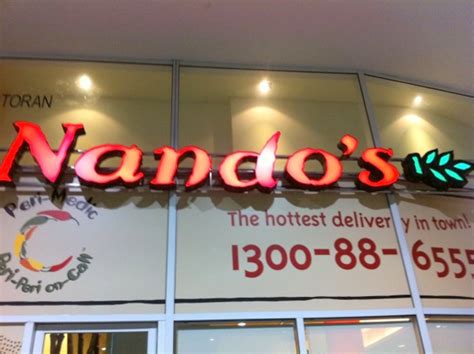 TORAN
Nando's
Peri-Medic
Peri-Peri on-Call
The hottest delivery in town!
1300-88-6555